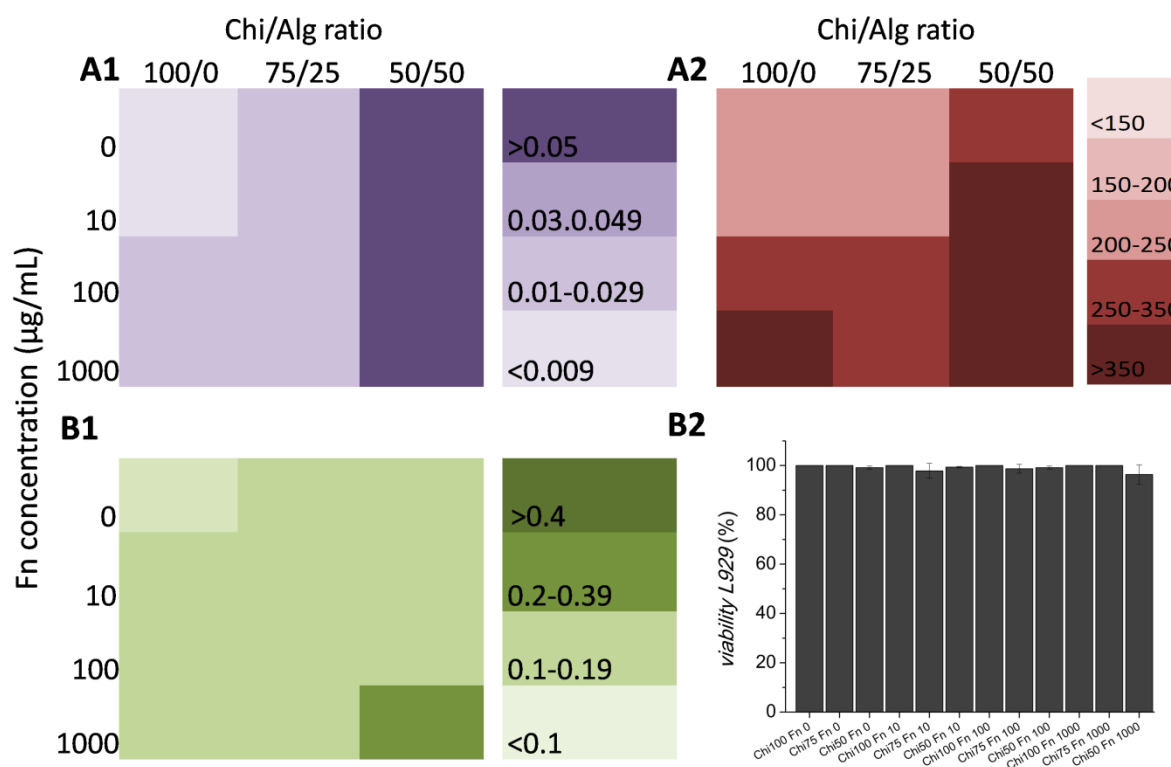 Chi/Alg ratio
A1 100/0 75/25 50/50
0
10
100
1000
>0.05
0.03.0.049
0.01-0.029
<0.009
Chi/Alg ratio
A2 100/0 75/25 50/50
<150
150-200
200-250
250-350
>350
Fn concentration (µg/mL)
B1
0
10
100
1000
>0.4
0.2-0.39
0.1-0.19
<0.1
B2
viability L929 (%)
100
80
60
40
20
0
Chi100 Fn 0
Chi75 Fn 0
Chi50 Fn 0
Chi100 Fn 10
Chi75 Fn 10
Chi50 Fn 10
Chi100 Fn 100
Chi75 Fn 100
Chi50 Fn 100
Chi100 Fn 1000
Chi75 Fn 1000
Chi50 Fn 1000